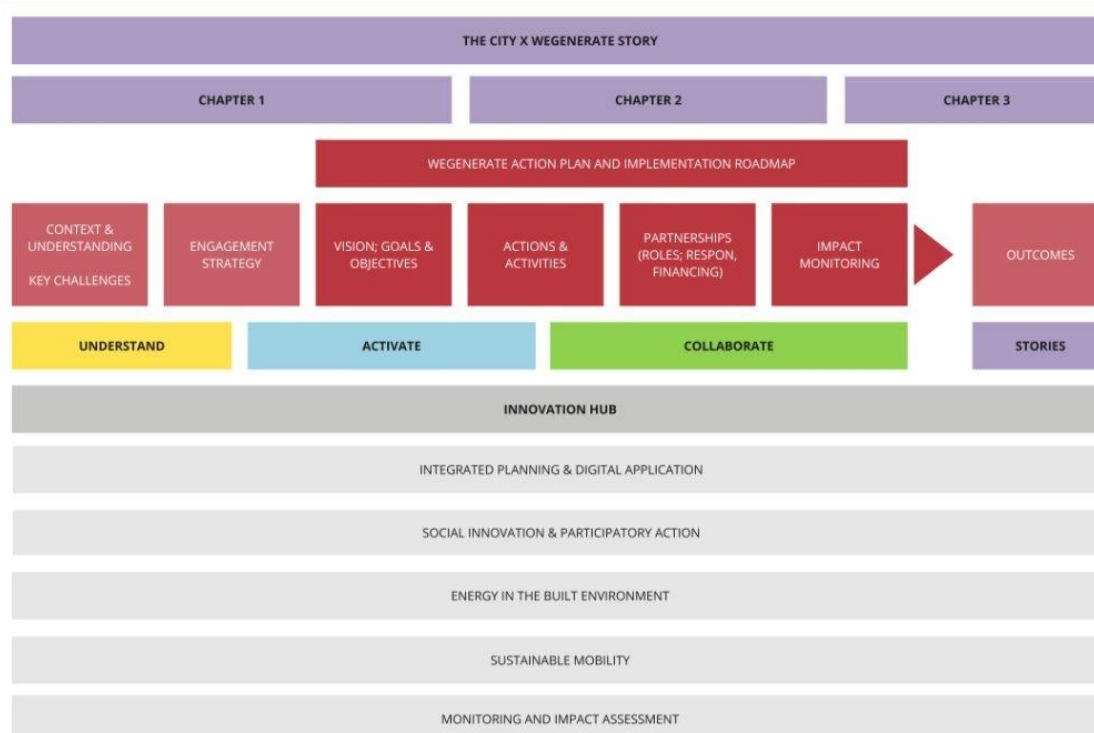 THE CITY X WEGENERATE STORY
CHAPTER 1
CHAPTER 2
CHAPTER 3
WEGENERATE ACTION PLAN AND IMPLEMENTATION ROADMAP
CONTEXT &
UNDERSTANDING
KEY CHALLENGES
ENGAGEMENT
STRATEGY
VISION; GOALS &
OBJECTIVES
ACTIONS &
ACTIVITIES
PARTNERSHIPS
(ROLES; RESPON,
FINANCING)
IMPACT
MONITORING
OUTCOMES
UNDERSTAND
ACTIVATE
COLLABORATE
STORIES
INNOVATION HUB
INTEGRATED PLANNING & DIGITAL APPLICATION
SOCIAL INNOVATION & PARTICIPATORY ACTION
ENERGY IN THE BUILT ENVIRONMENT
SUSTAINABLE MOBILITY
MONITORING AND IMPACT ASSESSMENT